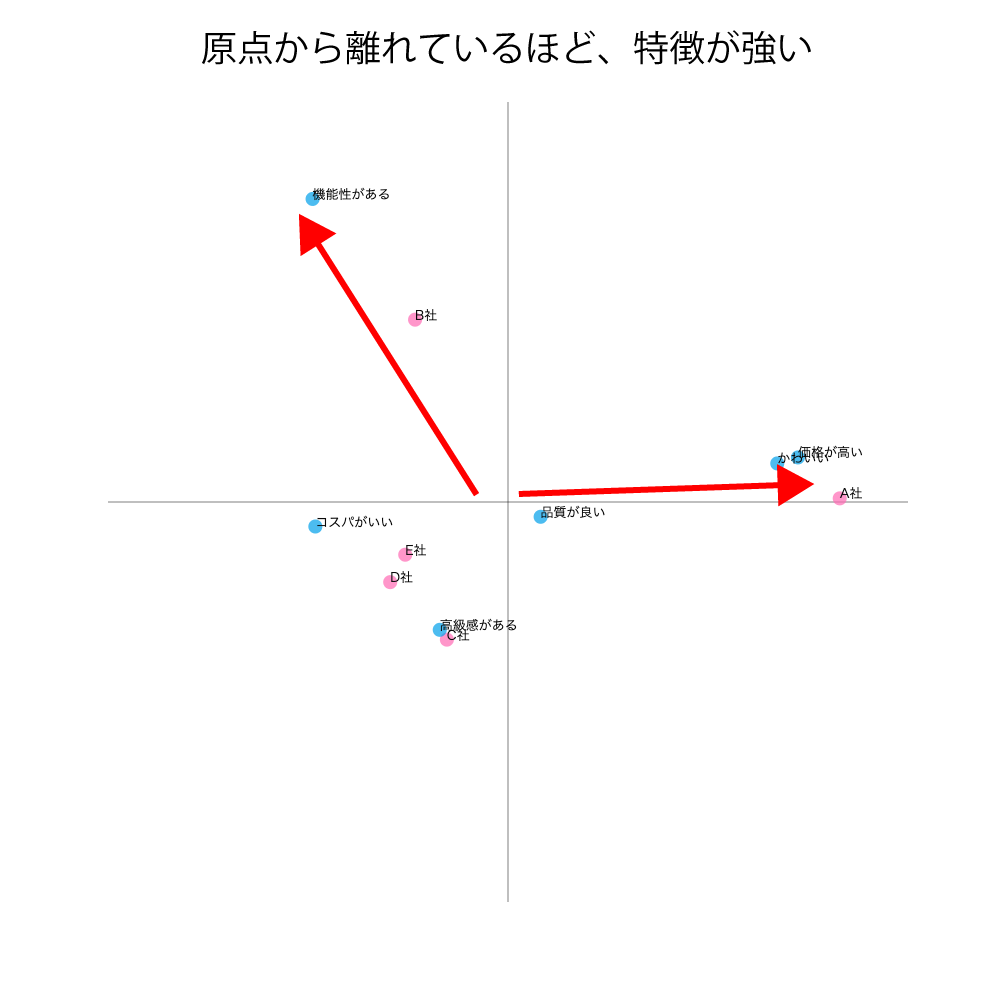 原点から離れているほど、特徴が強い
機能性がある
B社
価格が高い
かわいい
A社
品質が良い
コスパがいい
E社
D社
高級感がある
C社